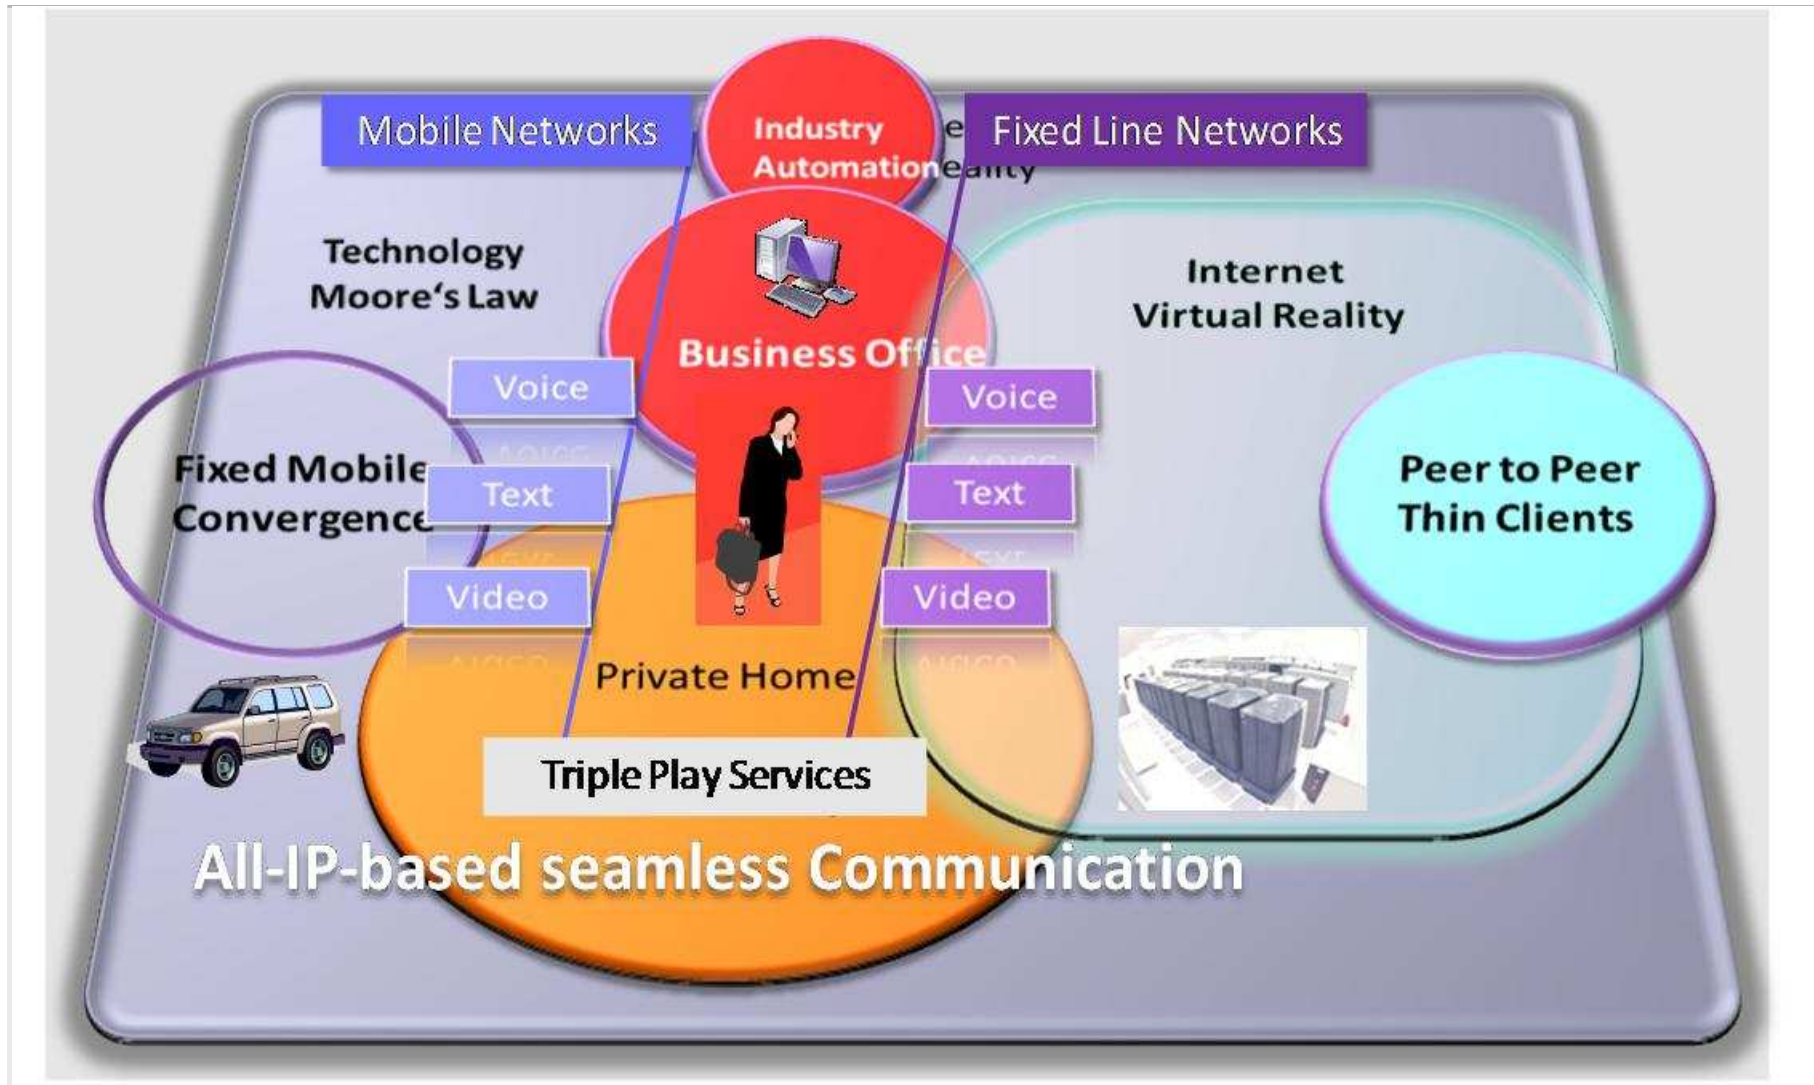 Mobile Networks
Industry
Automation
Fixed Line Networks
eality
Technology
Moore‘s Law
Internet
Virtual Reality
Business Office
Voice
Voice
Fixed Mobile
Convergence
Text
Text
Peer to Peer
Thin Clients
Video
Video
Private Home
Triple Play Services
All-IP-based seamless Communication